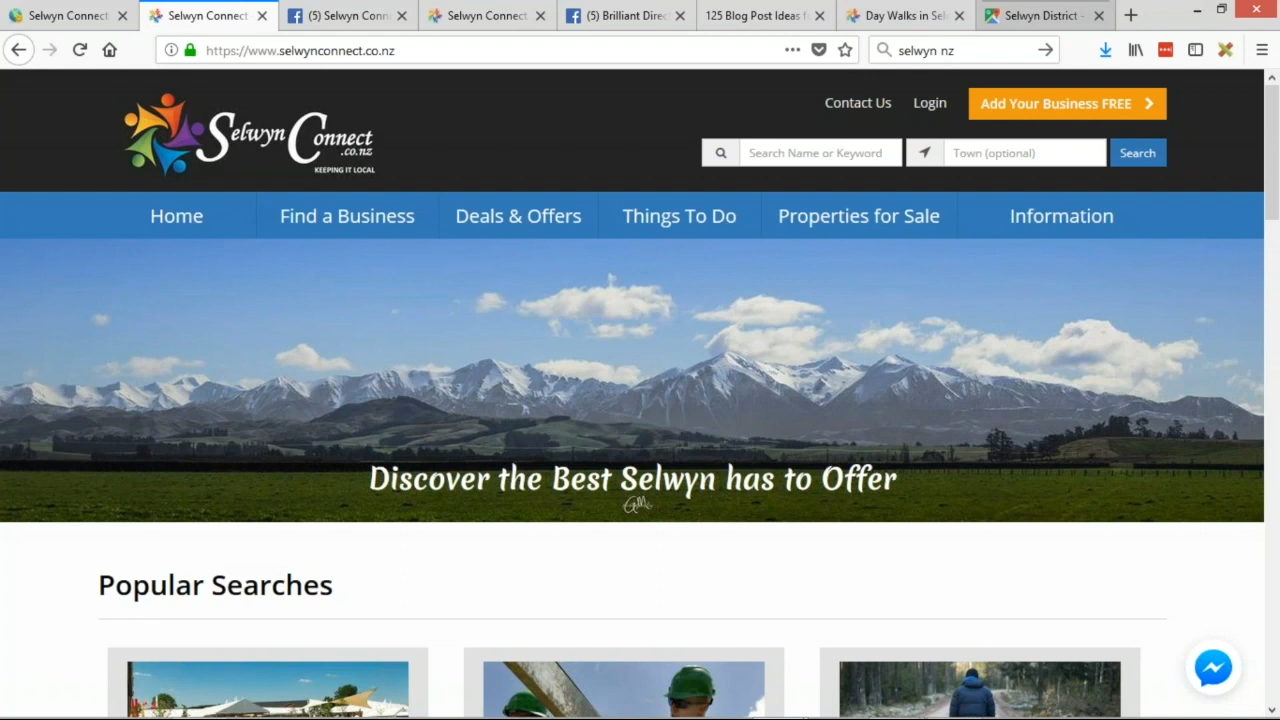 Selwyn Connect
Selwyn Connect
(5) Selwyn Conn
Selwyn Connect.
(5) Brilliant Direc
125 Blog Post Ideas f
Day Walks in Sel
Selwyn District -
https://www.selwynconnect.co.nz
selwyn nz
Contact Us
Login
Add Your Business FREE
Selwyn Connect
.co.nz
KEEPING IT LOCAL
Search Name or Keyword
Town (optional)
Search
Home
Find a Business
Deals & Offers
Things To Do
Properties for Sale
Information
Discover the Best Selwyn has to Offer
Popular Searches